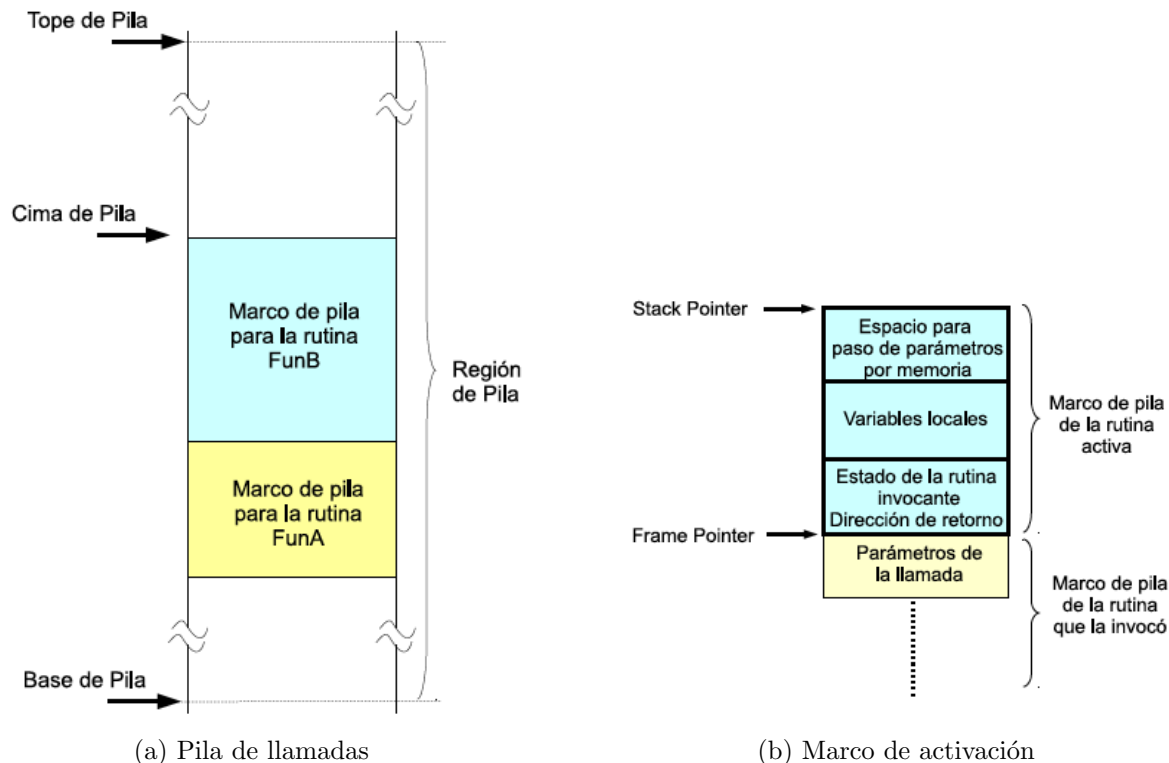 Tope de Pila
Cima de Pila
Marco de pila
para la rutina
FunB
Marco de pila
para la rutina
FunA
Región
de Pila
Base de Pila
(a) Pila de llamadas
Stack Pointer
Espacio para
paso de parámetros
por memoria
Variables locales
Estado de la rutina
invocante
Dirección de retorno
Marco de pila
de la rutina
activa
Frame Pointer
Parámetros de
la llamada
Marco de pila
de la rutina
que la invocó
(b) Marco de activación